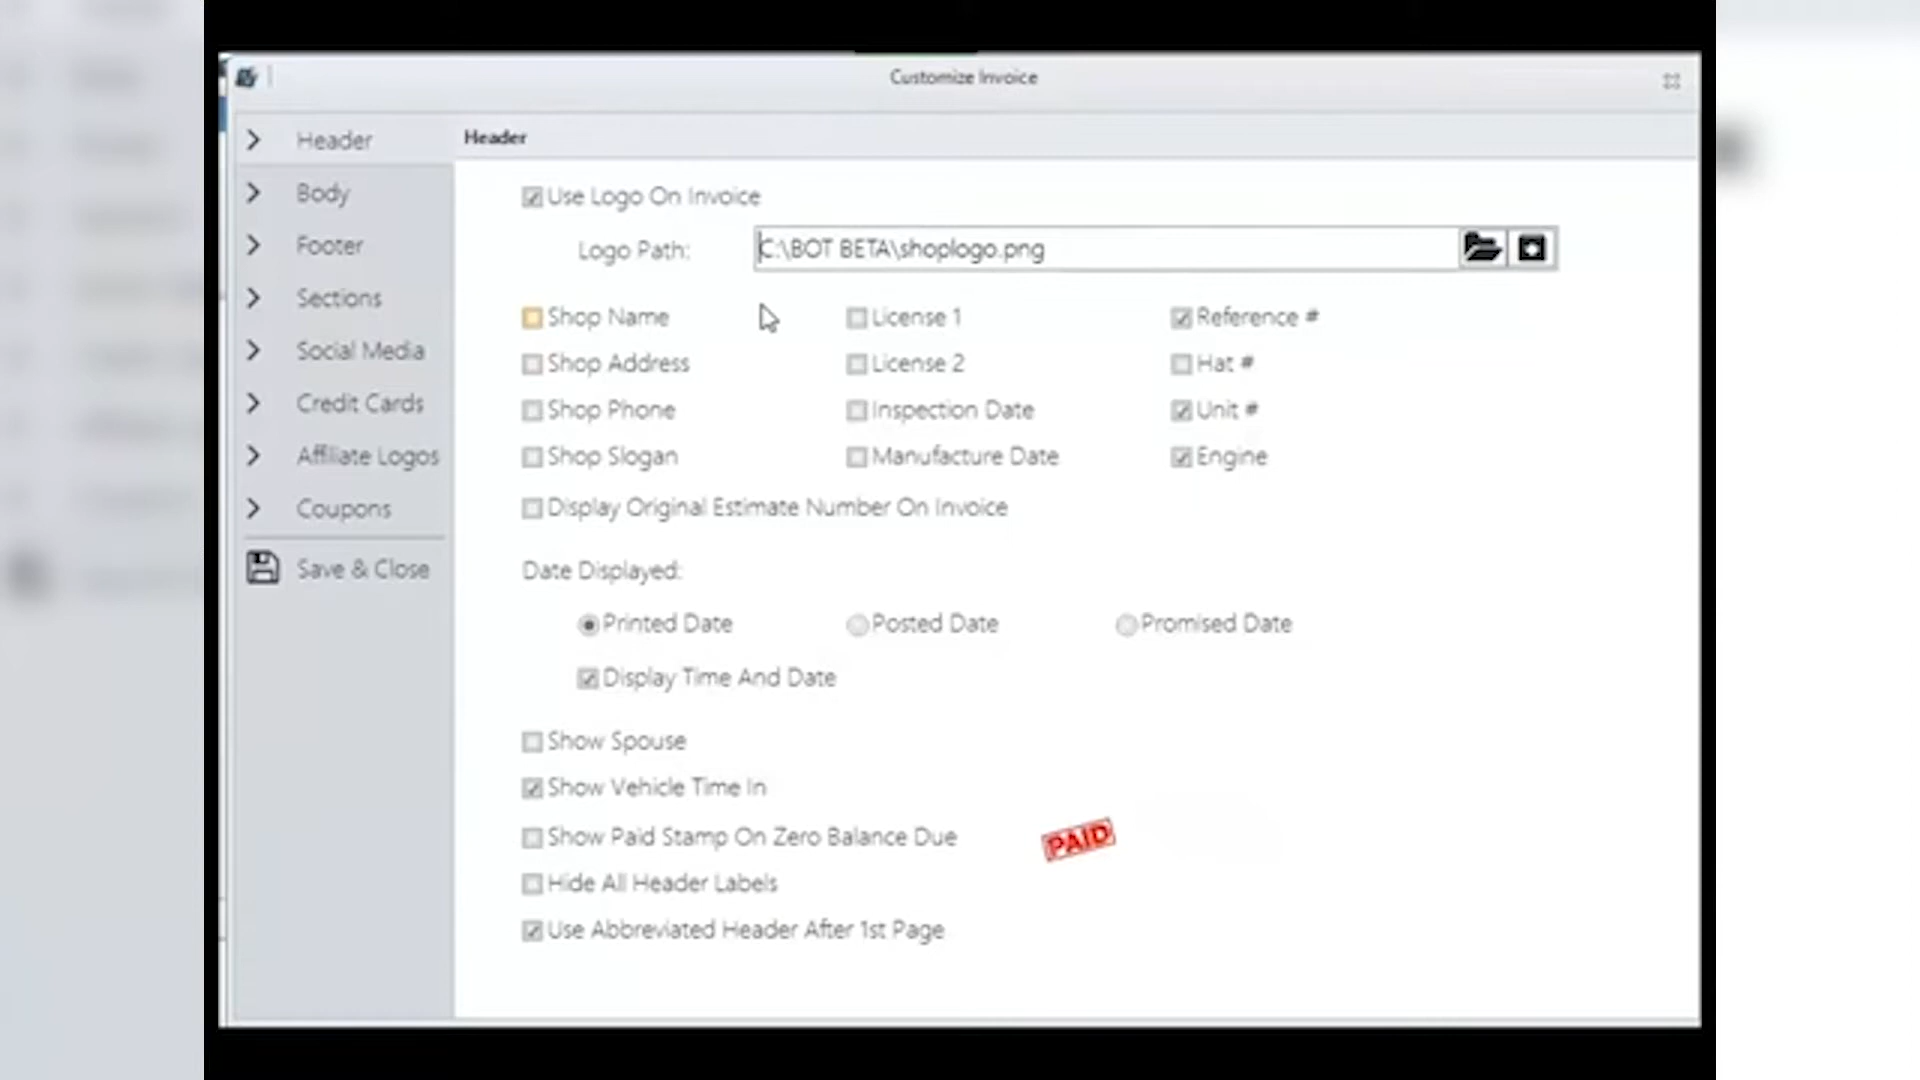 Customize Invoice
Header
Body
Footer
Sections
Social Media
Credit Cards
Affiliate Logos
Coupons
Save & Close
Header
Use Logo On Invoice
Logo Path: C:\BOT BETA\shoplogo.png
Shop Name License 1 Reference #
Shop Address License 2 Hat #
Shop Phone Inspection Date Unit #
Shop Slogan Manufacture Date Engine
Display Original Estimate Number On Invoice
Date Displayed:
Printed Date Posted Date Promised Date
Display Time And Date
Show Spouse
Show Vehicle Time In
Show Paid Stamp On Zero Balance Due PAID
Hide All Header Labels
Use Abbreviated Header After 1st Page